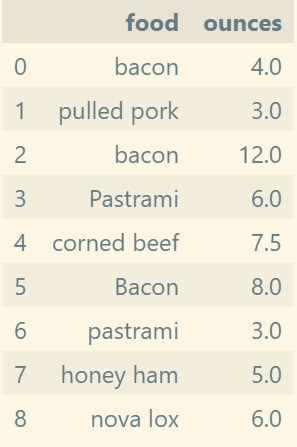 food ounces
0 bacon 4.0
1 pulled pork 3.0
2 bacon 12.0
3 Pastrami 6.0
4 corned beef 7.5
5 Bacon 8.0
6 pastrami 3.0
7 honey ham 5.0
8 nova lox 6.0